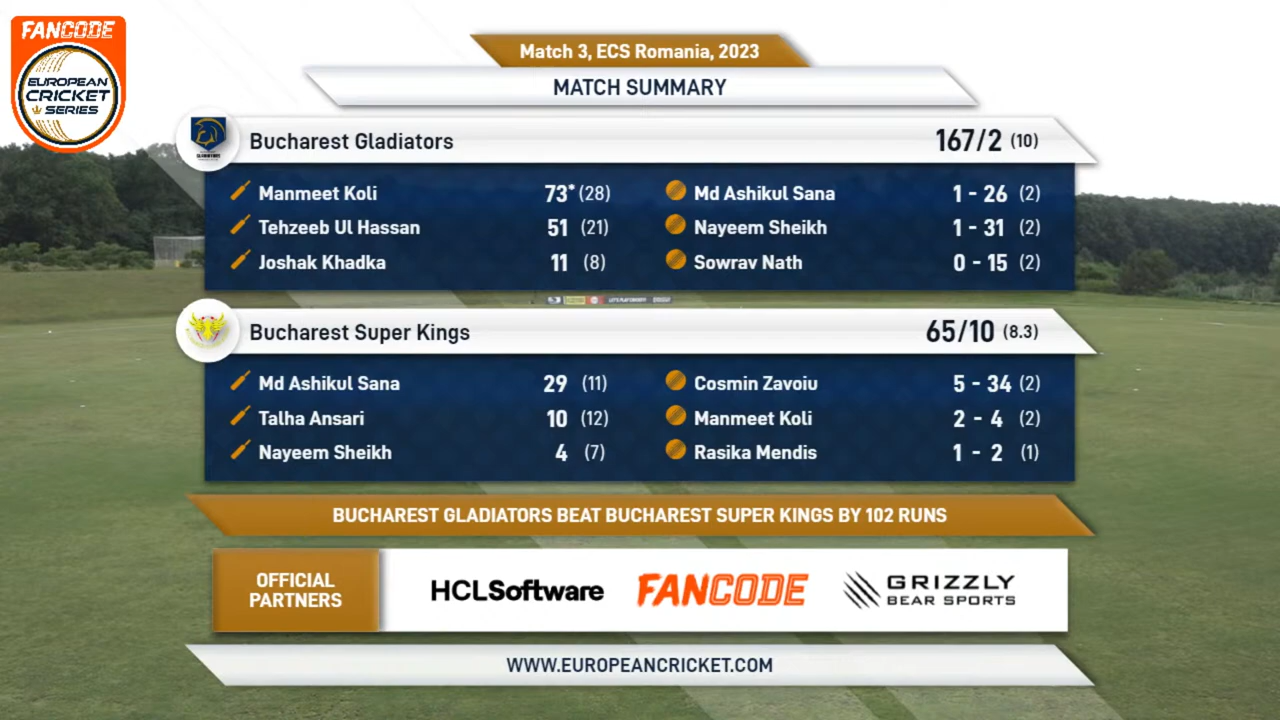 FANCODE
EUROPEAN
CRICKET
SERIES
Match 3, ECS Romania, 2023
MATCH SUMMARY
Bucharest Gladiators 167/2 (10)
Manmeet Koli 73* (28) Md Ashikul Sana 1 - 26 (2)
Tehzeeb Ul Hassan 51 (21) Nayeem Sheikh 1 - 31 (2)
Joshak Khadka 11 (8) Sowrav Nath 0 - 15 (2)
Bucharest Super Kings 65/10 (8.3)
Md Ashikul Sana 29 (11) Cosmin Zavoiu 5 - 34 (2)
Talha Ansari 10 (12) Manmeet Koli 2 - 4 (2)
Nayeem Sheikh 4 (7) Rasika Mendis 1 - 2 (1)
BUCHAREST GLADIATORS BEAT BUCHAREST SUPER KINGS BY 102 RUNS
OFFICIAL
PARTNERS
HCLSoftware FANCODE GRIZZLY
BEAR SPORTS
WWW.EUROPEANCRICKET.COM